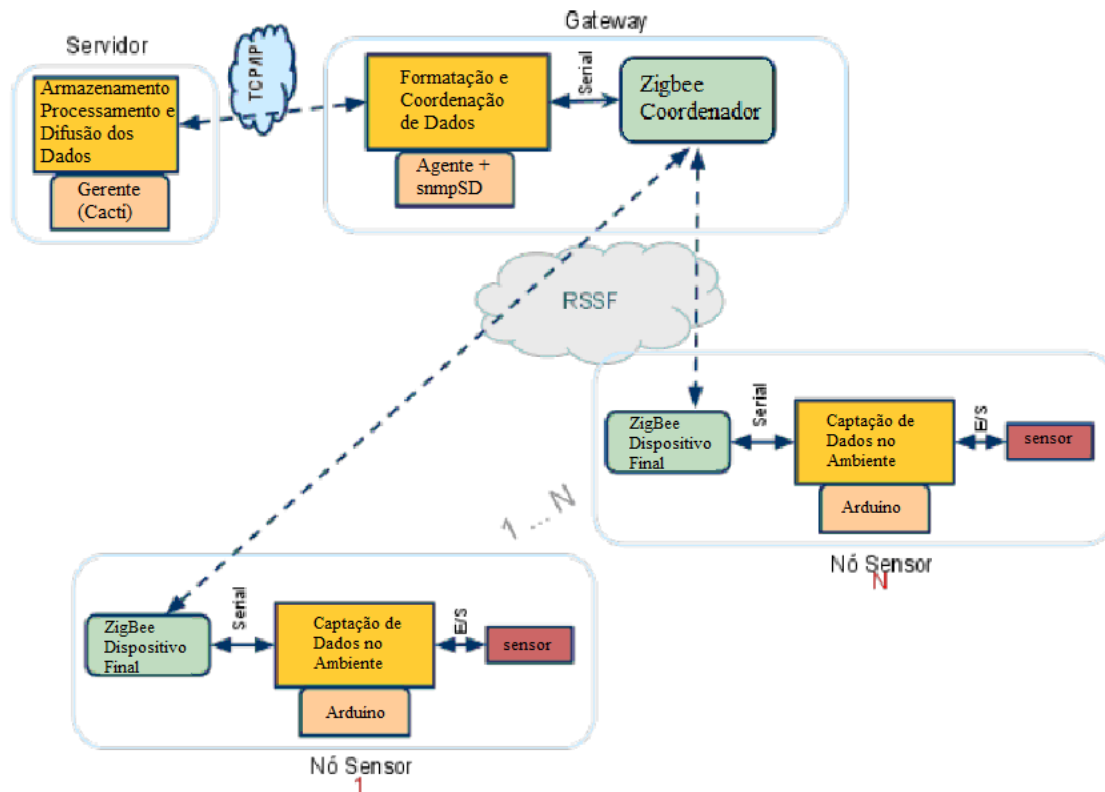 Gateway
Servidor
TCP/IP
Armazenamento
Processamento e
Difusão dos
Dados
Gerente
(Cacti)
Formatação e
Coordenação
de Dados
Agente +
snmpSD
Serial
Zigbee
Coordenador
RSSF
ZigBee
Dispositivo
Final
Serial
Captação de
Dados no
Ambiente
Arduino
E/S
sensor
Nó Sensor
N
1 ... N
ZigBee
Dispositivo
Final
Serial
Captação de
Dados no
Ambiente
Arduino
E/S
sensor
Nó Sensor
1